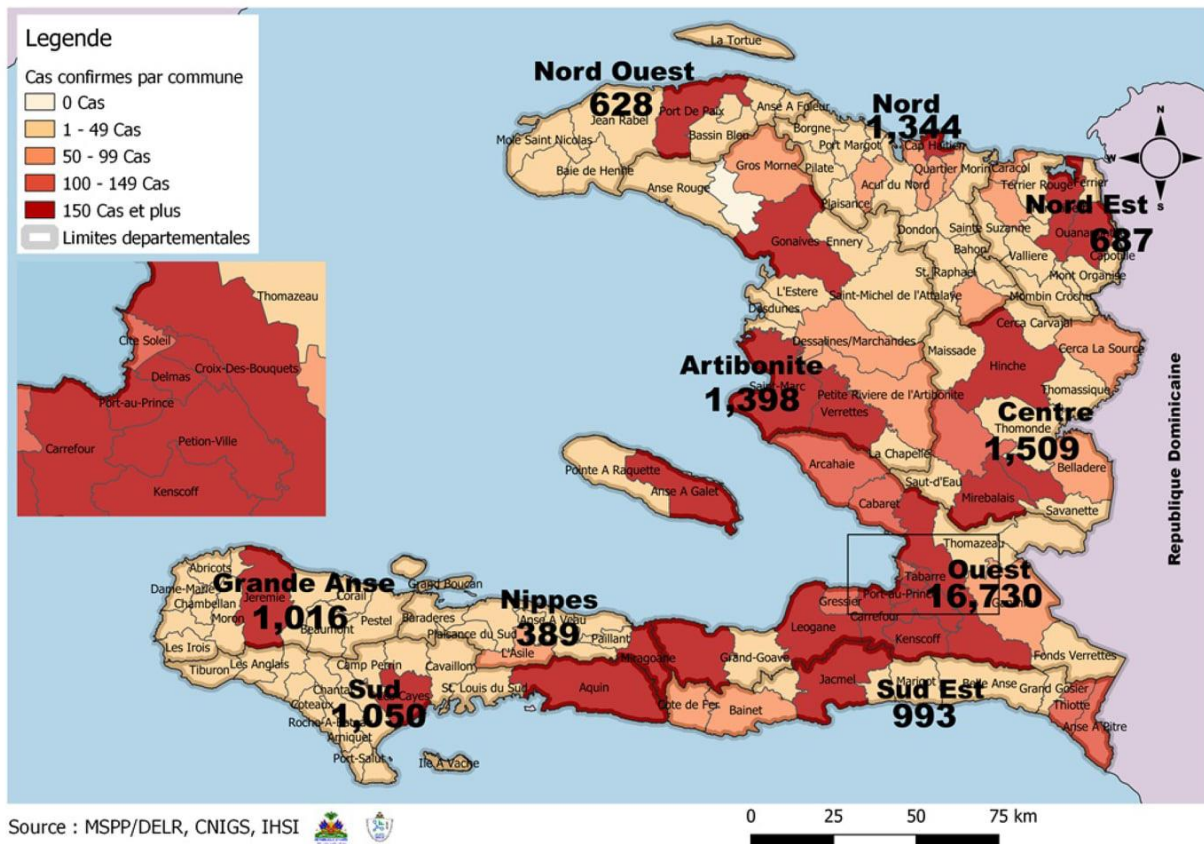 Legende
Cas confirmes par commune
0 Cas
1 - 49 Cas
50 - 99 Cas
100 - 149 Cas
150 Cas et plus
Limites departementales
Thomazeau
Cite Soleil
Croix-Des-Bouquets
Delmas
Port-au-Prince
Petion-Ville
Carrefour
Kenscoff
La Tortue
Nord Ouest
628
Port De Paix
Jean Rabel
Anse A Foleur
Mole Saint Nicolas
Bassin Bleu
Borgne
Baie de Henne
Nord
1,344
Cap Haitien
Port Margot
Gros Morne
Pilate
Quartier Morin
Caracol
Acul du Nord
Terrier Rouge
Ferrier
Anse Rouge
Plaisance
Nord Est
687
Dondon
Sainte Suzanne
Capotille
Gonaives
Ennery
Bahon
Valliere
St. Raphael
Mont Organise
L'Estere
Saint-Michel de l'Attalaye
Mombin Crochu
Desdunes
Cerca Carvajal
Dessalines/Marchandes
Maissade
Cerca La Source
Artibonite
1,398
Hinche
Saint-Marc
Petite Riviere de l'Artibonite
Thomassique
Verrettes
Centre
1,509
Thomonde
La Chapelle
Belladere
Pointe A Raquette
Arcahaie
Saut-d'Eau
Anse A Galet
Cabaret
Mirebalais
Savanette
Republique Dominicaine
Thomazeau
Tabarre
Ouest
16,730
Port-au-Prince
Gressier
Carrefour
Leogane
Kenscoff
Fonds Verrettes
Abricots
Dame-Marie
Grande Anse
1,016
Jeremie
Corail
Grand Boucan
Chambellan
Moron
Pestel
Beaumont
Baraderes
Nippes
389
Anse A Veau
Plaisance du Sud
Paillant
L'Asile
Miragoane
Grand-Goave
Les Irois
Tiburon
Les Anglais
Camp Perrin
Cavaillon
Sud
1,050
St. Louis du Sud
Aquin
Coteaux
Arniquet
Port-Salut
Ile A Vache
Cote de Fer
Bainet
Jacmel
Marigot
Belle Anse
Sud Est
993
Grand Gosier
Thiotte
Anse A Pitre
N
W
E
S
Source : MSPP/DELR, CNIGS, IHSI
0 25 50 75 km